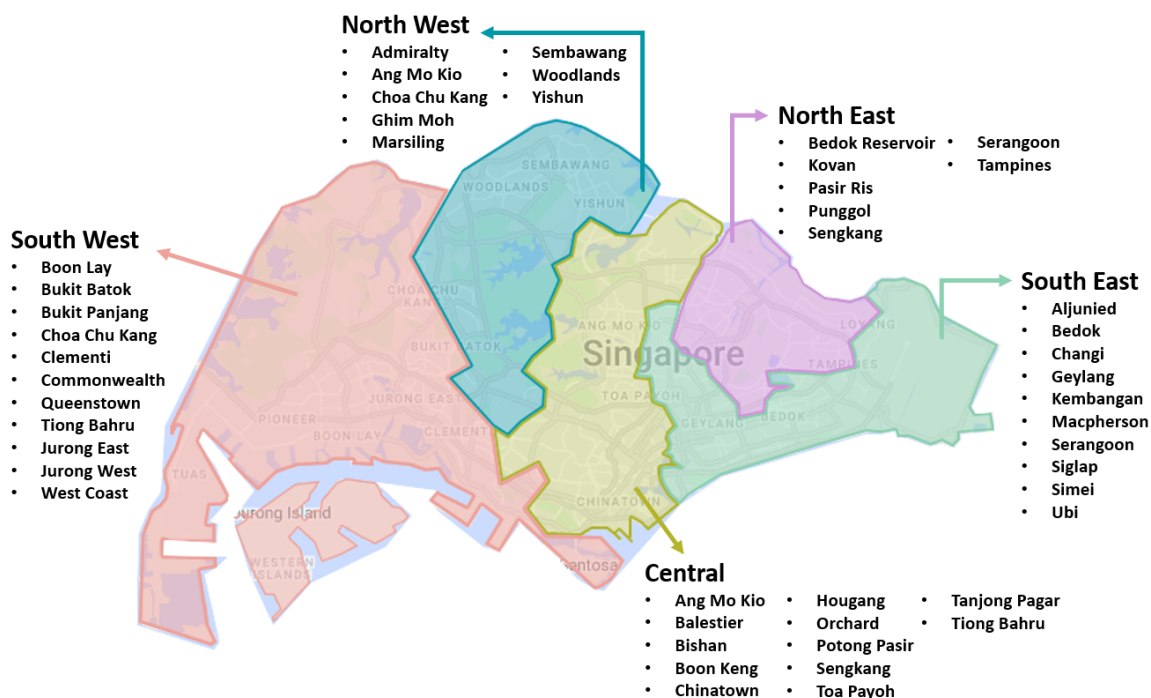 North West
• Admiralty
• Ang Mo Kio
• Choa Chu Kang
• Ghim Moh
• Marsiling
• Sembawang
• Woodlands
• Yishun
North East
• Bedok Reservoir
• Kovan
• Pasir Ris
• Punggol
• Sengkang
• Serangoon
• Tampines
South West
• Boon Lay
• Bukit Batok
• Bukit Panjang
• Choa Chu Kang
• Clementi
• Commonwealth
• Queenstown
• Tiong Bahru
• Jurong East
• Jurong West
• West Coast
South East
• Aljunied
• Bedok
• Changi
• Geylang
• Kembangan
• Macpherson
• Serangoon
• Siglap
• Simei
• Ubi
SEMBAWANG
WOODLANDS
YISHUN
CHOA CHU
KANG
ANG MO KIO
LOYANG
BUKIT BATOK
Singapore
TAMPINES
JURONG EAST
TOA PAYOH
PIONEER
BEDOK
GEYLANG
BOON LAY
CLEMENT
TUAS
CHINATOWN
Jurong Island
WESTERN
ISLANDS
entosa
Central
• Ang Mo Kio
• Balestier
• Bishan
• Boon Keng
• Chinatown
• Hougang
• Orchard
• Potong Pasir
• Sengkang
• Toa Payoh
• Tanjong Pagar
• Tiong Bahru